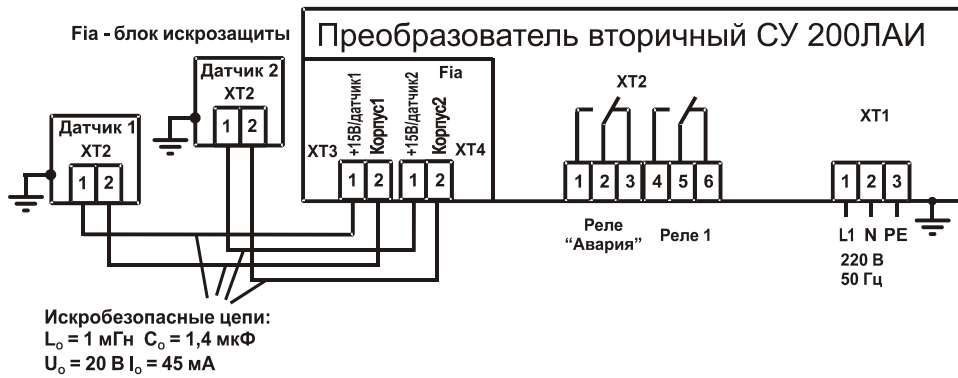 Fia - блок искрозащиты
Преобразователь вторичный СУ 200ЛАИ
Датчик 2
XT2
1 2
Датчик 1
XT2
1 2
Fia
+15В/датчик1
Корпус1
+15В/датчик2
Корпус2
XT3
XT4
1 2 1 2
XT2
1 2 3 4 5 6
Реле
“Авария”
Реле 1
XT1
1 2 3
L1 N PE
220 В
50 Гц
Искробезопасные цепи:
Lₒ = 1 мГн Cₒ = 1,4 мкФ
Uₒ = 20 В Iₒ = 45 мА